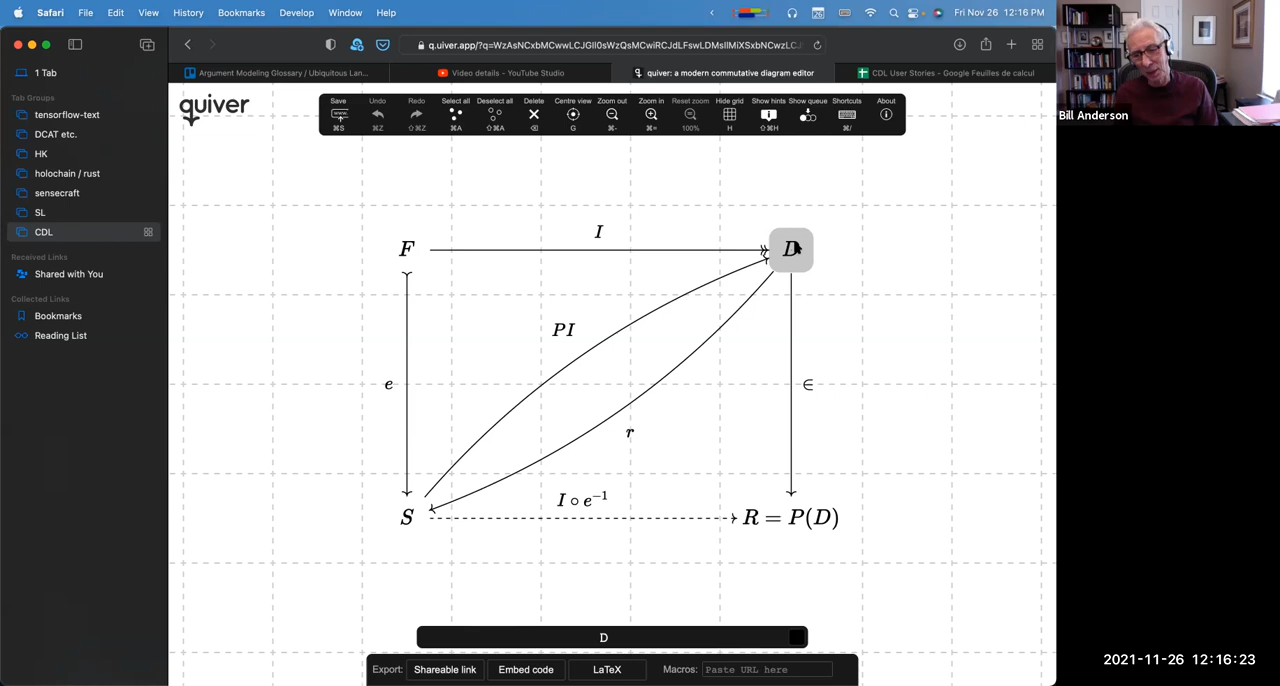 Safari File Edit View History Bookmarks Develop Window Help
Fri Nov 26 12:16 PM
q.uiver.app/?q=
1 Tab
Argument Modeling Glossary / Ubiquitous Lan...
Video details - YouTube Studio
quiver: a modern commutative diagram editor
CDL User Stories - Google Feuilles de calcul
Tab Groups
tensorflow-text
DCAT etc.
HK
holochain / rust
sensecraft
SL
CDL
Received Links
Shared with You
Collected Links
Bookmarks
Reading List
quiver
Save Undo Redo Select all Deselect all Delete Centre view Zoom out Zoom in Reset zoom Hide grid Show hints Show queue Shortcuts About
⌘S ⌘Z ⇧⌘Z ⌘A ⇧⌘A ⌫ G ⌘- ⌘= 100% H ⇧⌘H ⌘/
Bill Anderson
I
F D
PI
e ∈
r
I ∘ e⁻¹
S R = P(D)
D
Export: Shareable link Embed code LaTeX Macros: Paste URL here
2021-11-26 12:16:23